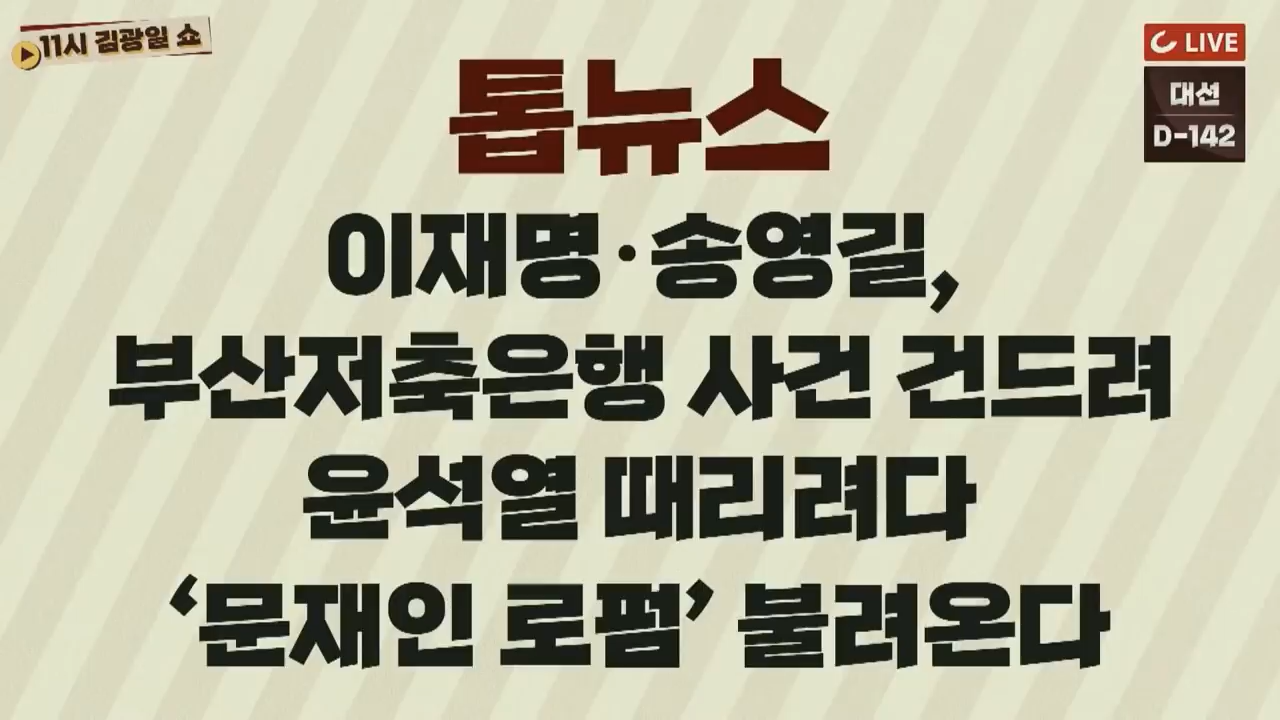 11시 김광일 쇼
LIVE
대선
D-142
톱뉴스
이재명·송영길,
부산저축은행 사건 건드려
윤석열 때리려다
‘문재인 로펌’ 불려온다